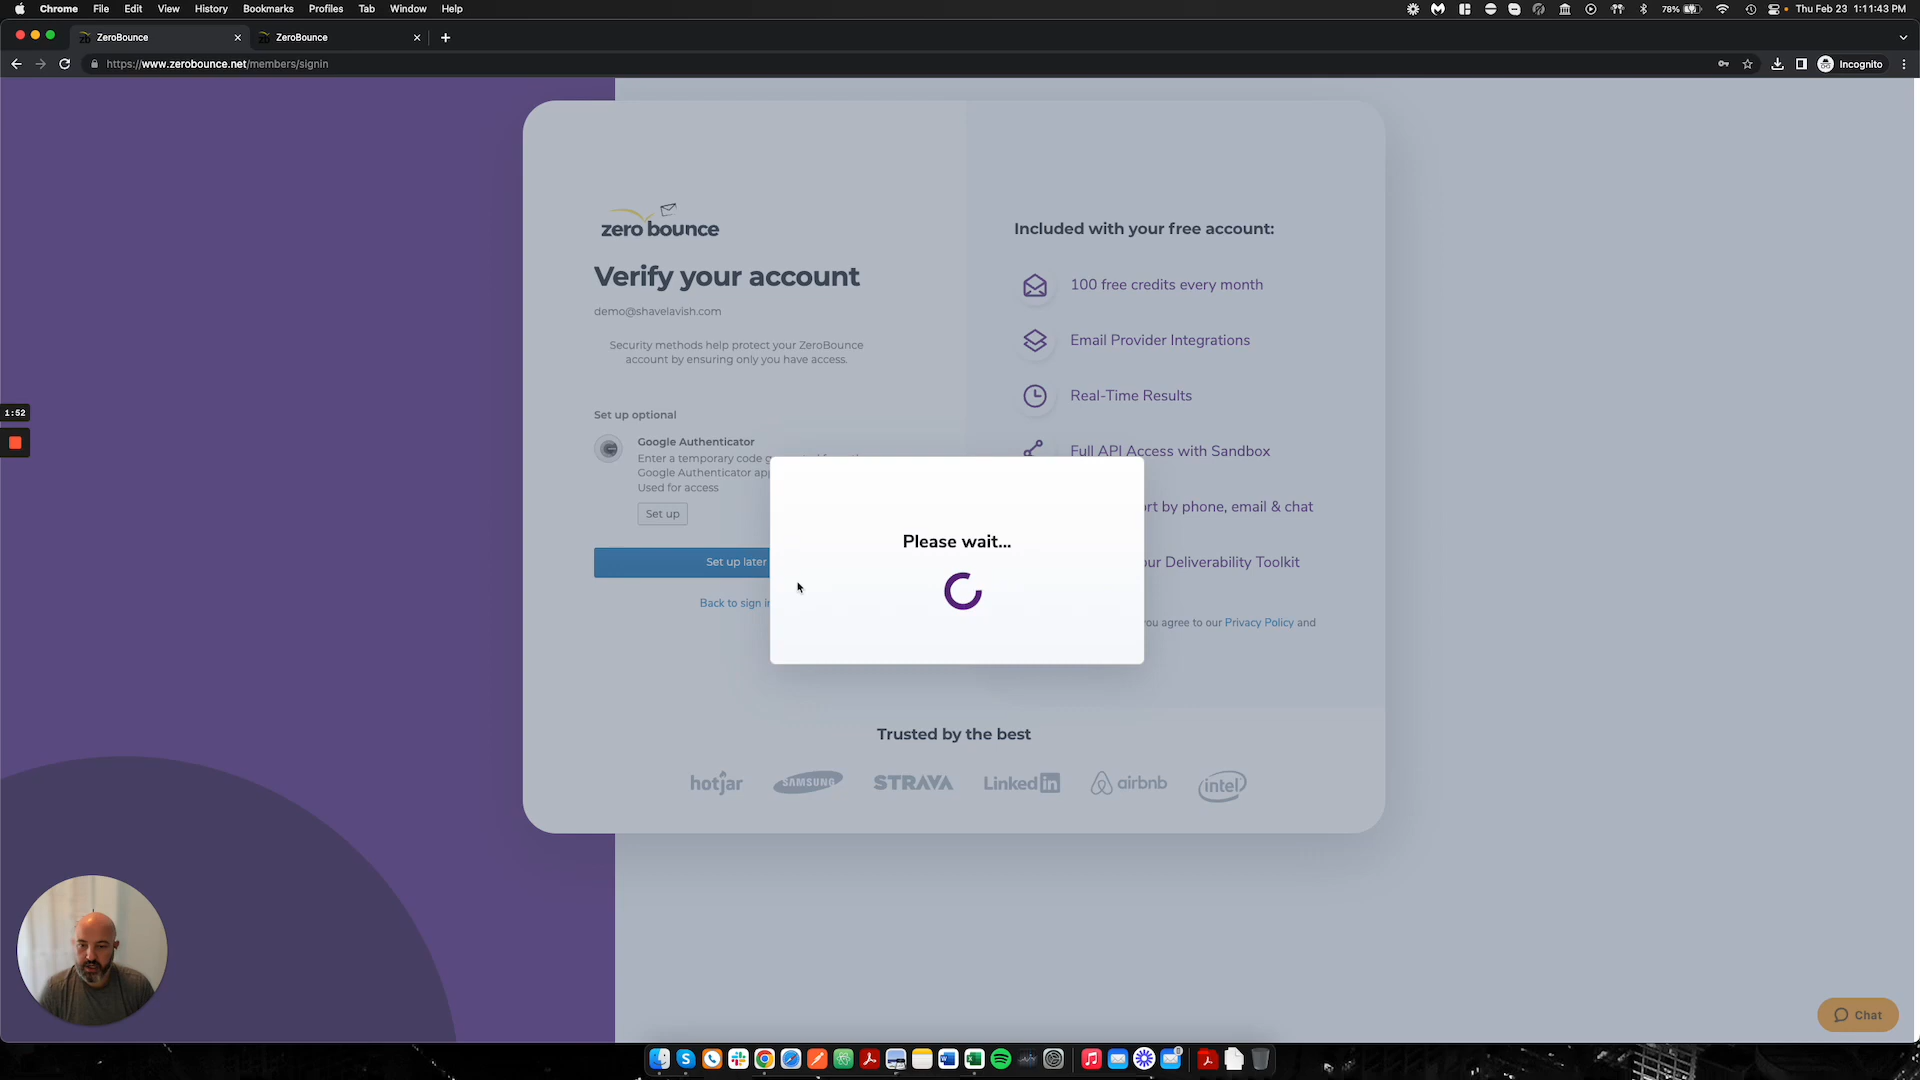 Chrome File Edit View History Bookmarks Profiles Tab Window Help
78% Thu Feb 23 1:11:43 PM
ZeroBounce
ZeroBounce
https://www.zerobounce.net/members/signin
Incognito
zero bounce
Verify your account
demo@shavelavish.com
Security methods help protect your ZeroBounce
account by ensuring only you have access.
Set up optional
Google Authenticator
Enter a temporary code
Google Authenticator app
Used for access
Set up
Set up later
Back to sign in
Included with your free account:
100 free credits every month
Email Provider Integrations
Real-Time Results
Full API Access with Sandbox
rt by phone, email & chat
our Deliverability Toolkit
you agree to our Privacy Policy and
Please wait...
1:52
Trusted by the best
hotjar
SAMSUNG
STRAVA
LinkedIn
airbnb
intel
Chat